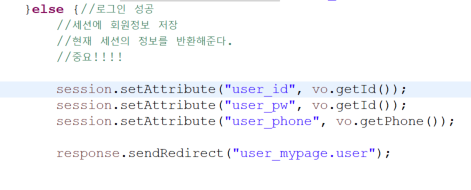 }else {//로그인 성공
//세션에 회원정보 저장
//현재 세션의 정보를 반환해준다.
//중요!!!!
session.setAttribute("user_id", vo.getId());
session.setAttribute("user_pw", vo.getId());
session.setAttribute("user_phone", vo.getPhone());
response.sendRedirect("user_mypage.user");